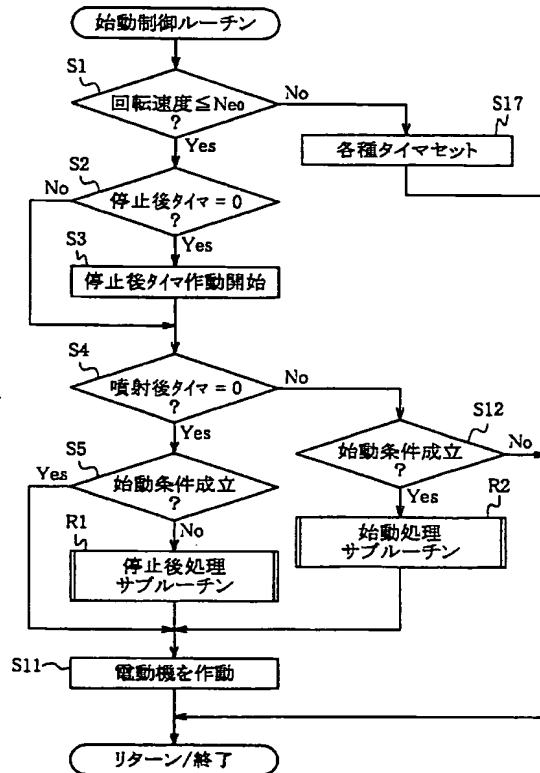 始動制御ルーチン
S1
回転速度≦Ne0
?
No
Yes
S17
各種タイマセット
S2
No
停止後タイマ=0
?
Yes
S3
停止後タイマ作動開始
S4
噴射後タイマ=0
?
No
Yes
S12
始動条件成立
?
No
Yes
S5
Yes
始動条件成立
?
No
R1
停止後処理
サブルーチン
R2
始動処理
サブルーチン
S11
電動機を作動
リターン/終了